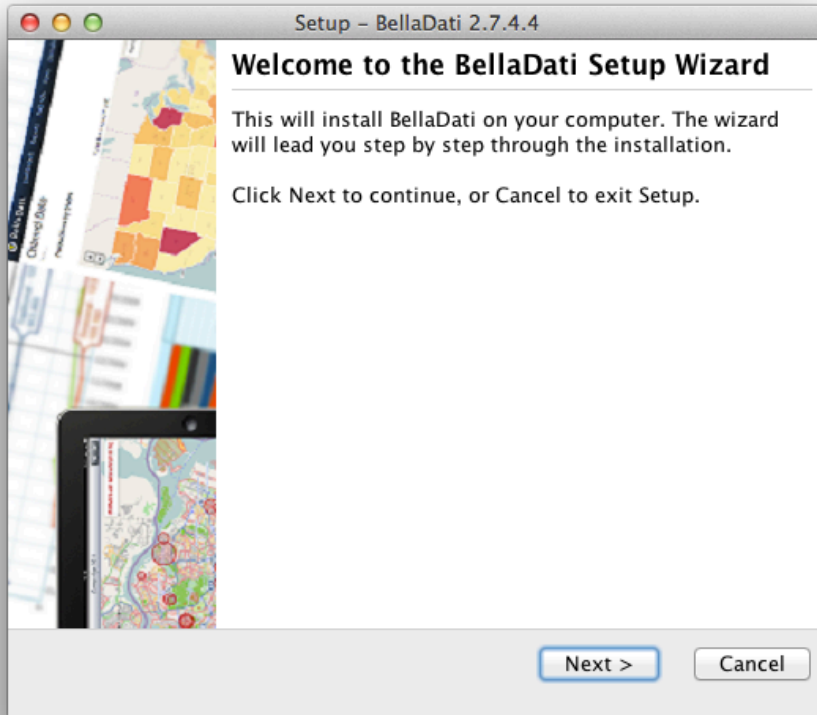 Setup – BellaDati 2.7.4.4
Welcome to the BellaDati Setup Wizard
This will install BellaDati on your computer. The wizard
will lead you step by step through the installation.
Click Next to continue, or Cancel to exit Setup.
Next >
Cancel